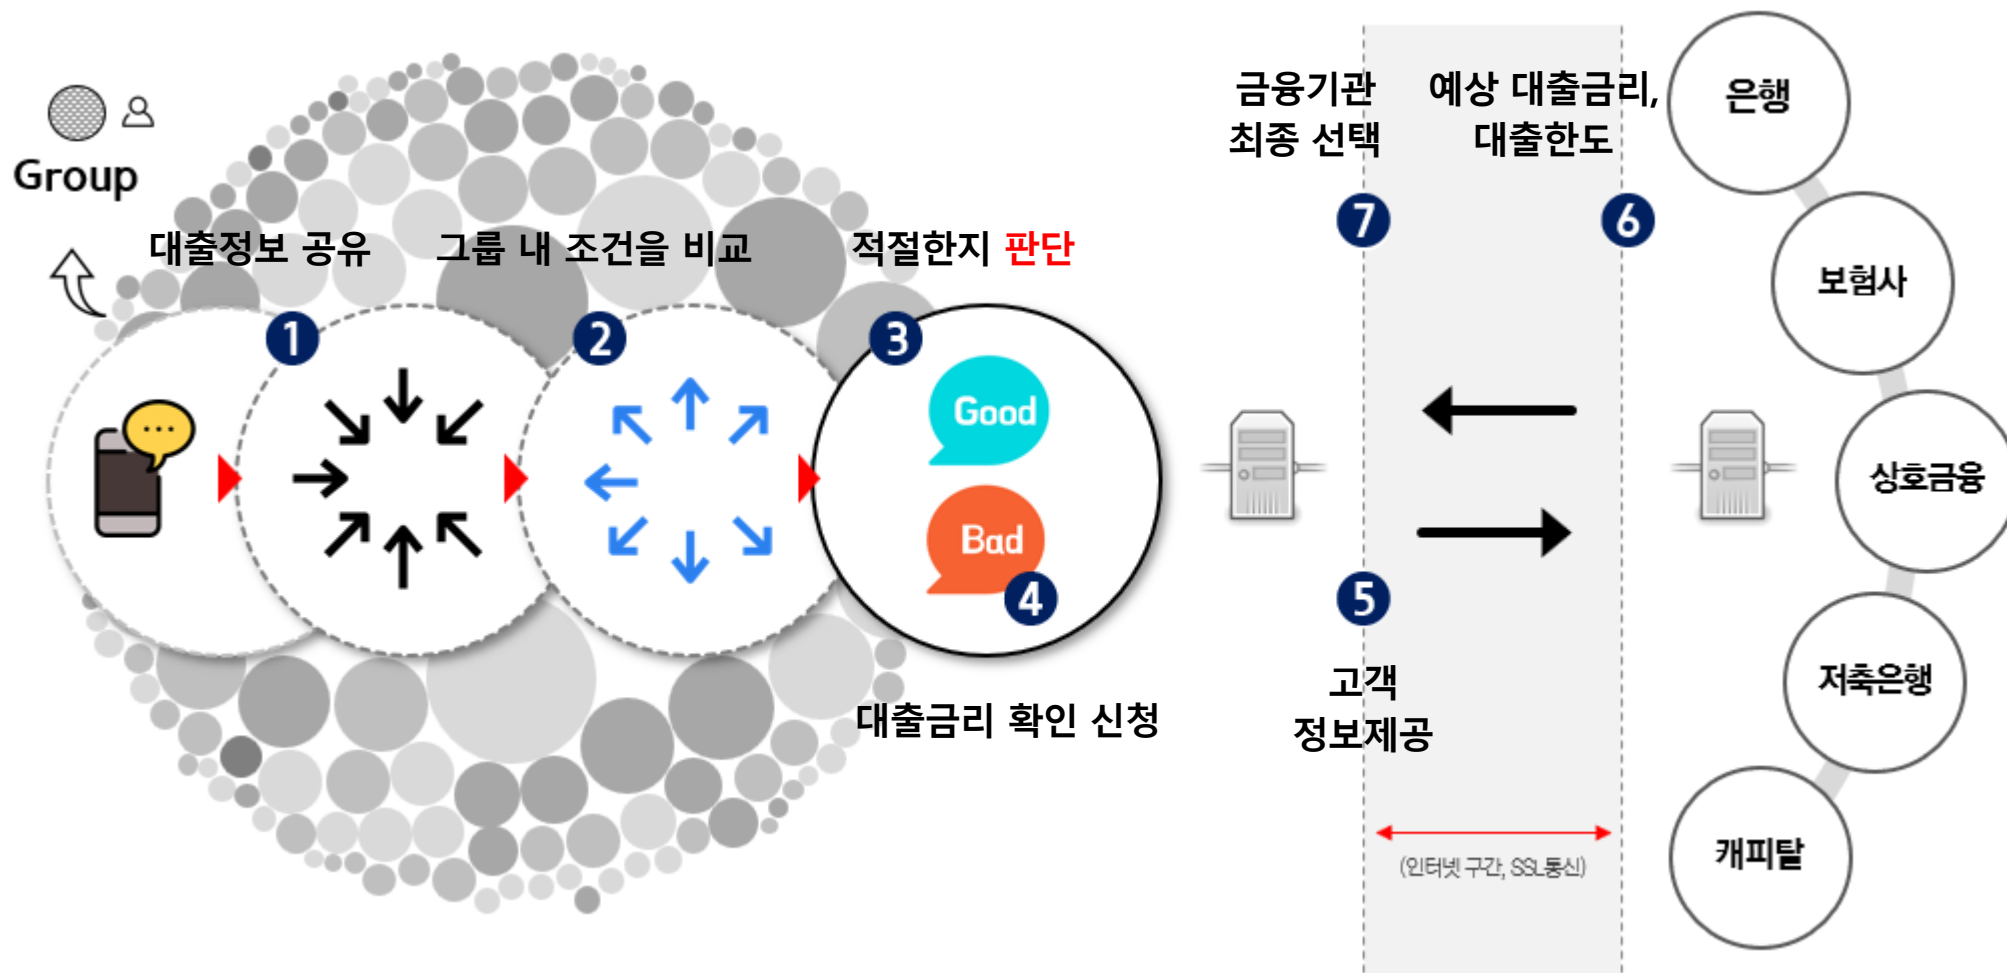 Group
대출정보 공유
그룹 내 조건을 비교
적절한지 판단
1
2
3
Good
Bad
4
대출금리 확인 신청
금융기관
최종 선택
7
예상 대출금리,
대출한도
6
5
고객
정보제공
(인터넷 구간, SSL통신)
은행
보험사
상호금융
저축은행
캐피탈